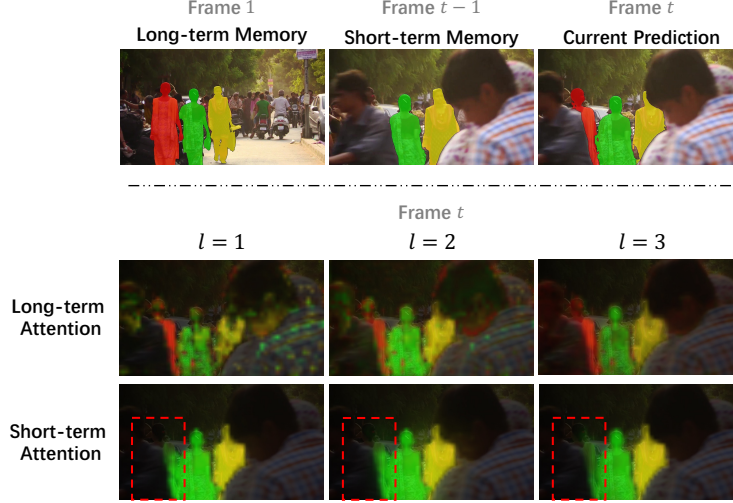 Frame 1
Frame t − 1
Frame t
Long-term Memory
Short-term Memory
Current Prediction
Frame t
l = 1
l = 2
l = 3
Long-term
Attention
Short-term
Attention